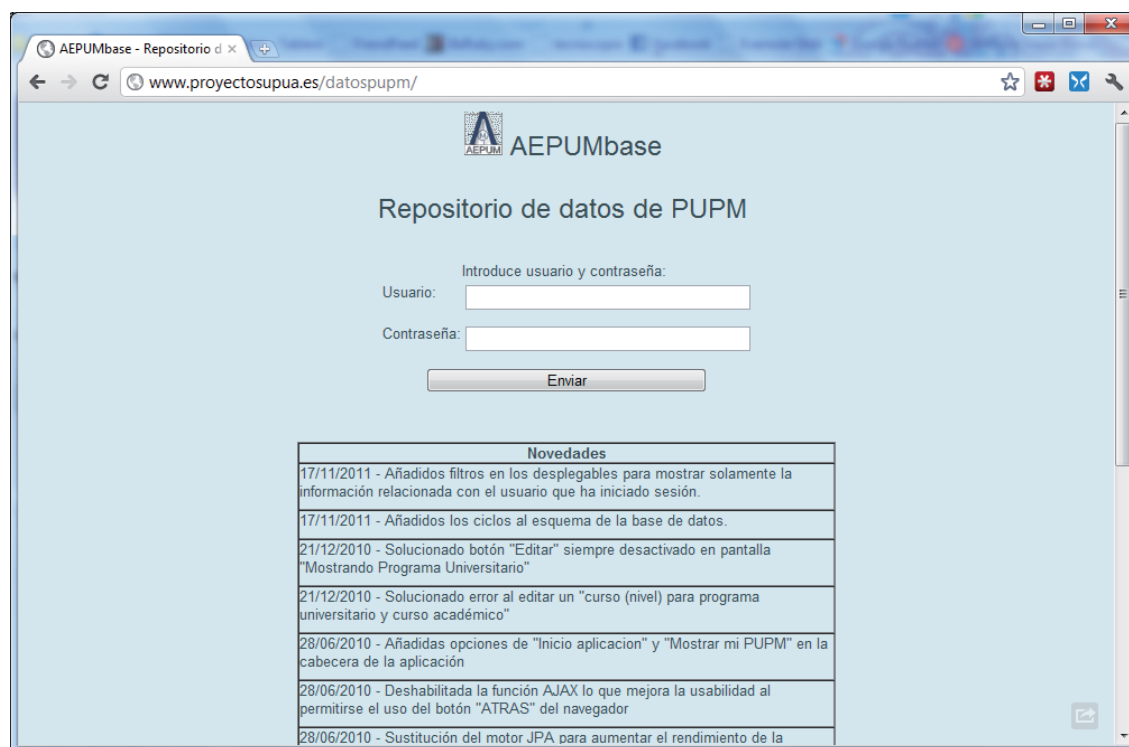 AEPUMbase - Repositorio d
www.proyectosupua.es/datospupm/
AEPUM
AEPUMbase
Repositorio de datos de PUPM
Introduce usuario y contraseña:
Usuario:
Contraseña:
Enviar
Novedades
17/11/2011 - Añadidos filtros en los desplegables para mostrar solamente la
información relacionada con el usuario que ha iniciado sesión.
17/11/2011 - Añadidos los ciclos al esquema de la base de datos.
21/12/2010 - Solucionado botón "Editar" siempre desactivado en pantalla
"Mostrando Programa Universitario"
21/12/2010 - Solucionado error al editar un "curso (nivel) para programa
universitario y curso académico"
28/06/2010 - Añadidas opciones de "Inicio aplicacion" y "Mostrar mi PUPM" en la
cabecera de la aplicación
28/06/2010 - Deshabilitada la función AJAX lo que mejora la usabilidad al
permitirse el uso del botón "ATRAS" del navegador
28/06/2010 - Sustitución del motor JPA para aumentar el rendimiento de la